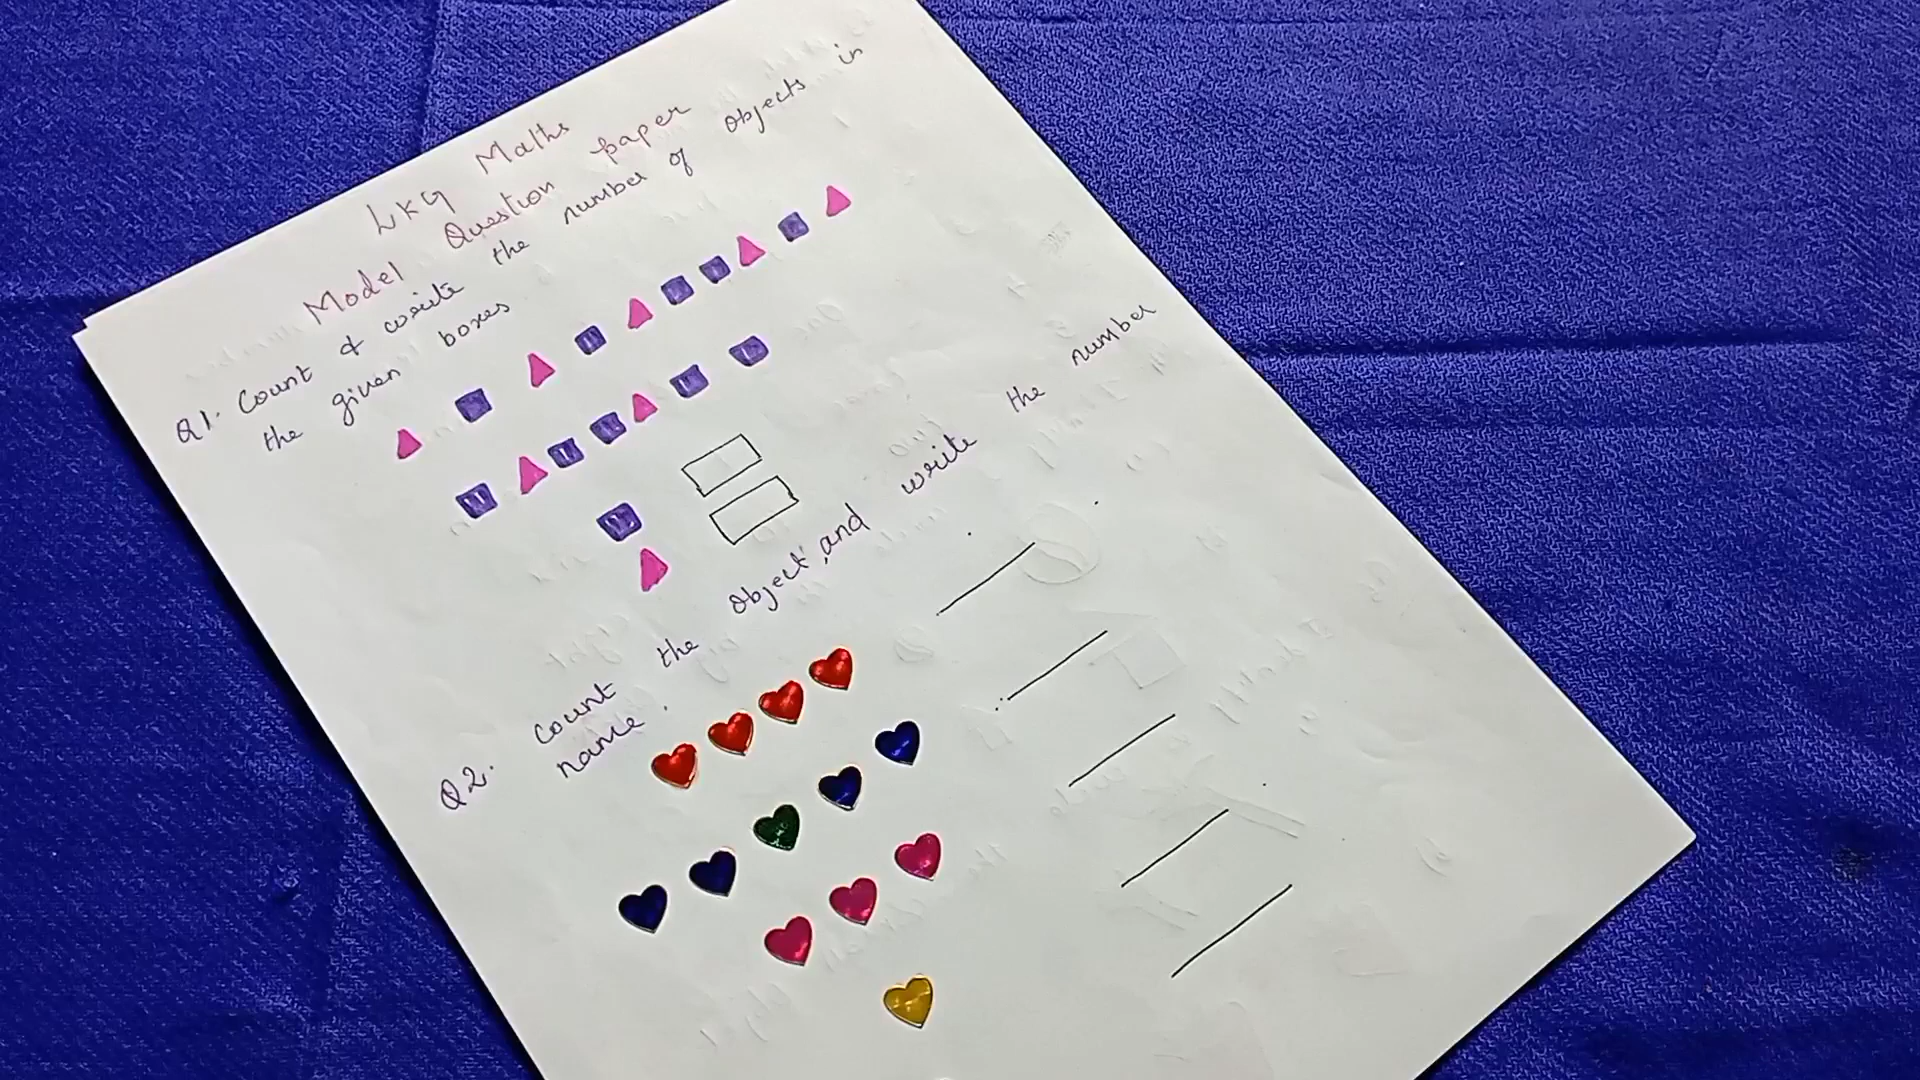 LKG Maths
Model Question paper
Q1. Count & write the number of objects in
the given boxes
Q2. Count the object, and write the number
name.